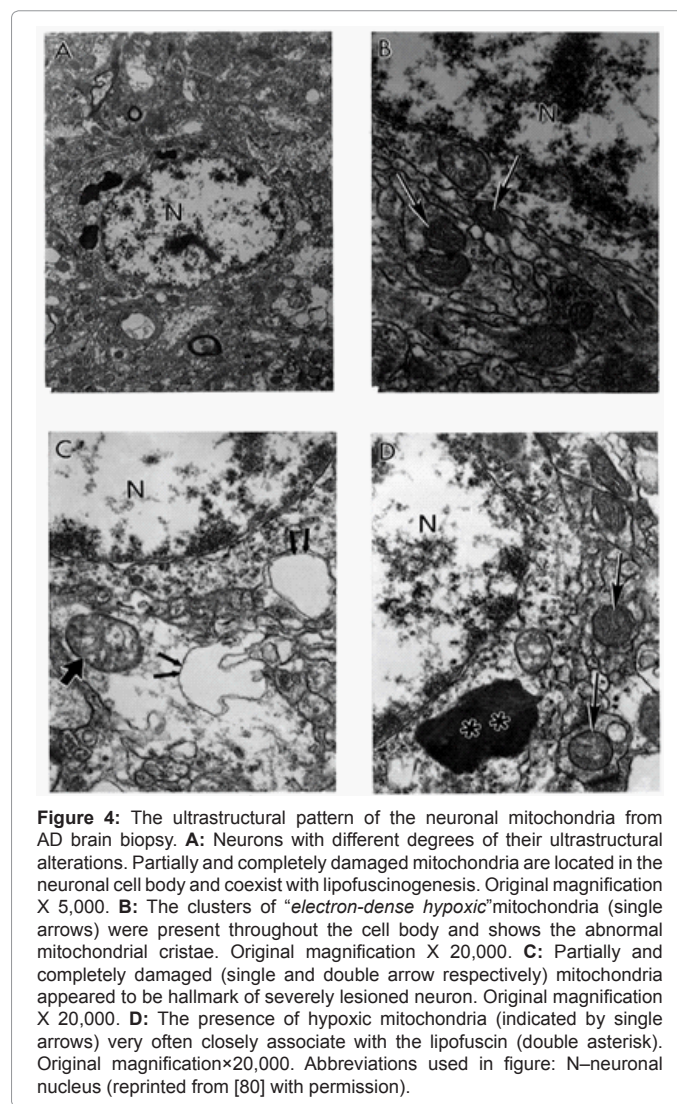 A
N
B
N
C
N
D
N
**
Figure 4: The ultrastructural pattern of the neuronal mitochondria from
AD brain biopsy. A: Neurons with different degrees of their ultrastructural
alterations. Partially and completely damaged mitochondria are located in the
neuronal cell body and coexist with lipofuscinogenesis. Original magnification
X 5,000. B: The clusters of “electron-dense hypoxic”mitochondria (single
arrows) were present throughout the cell body and shows the abnormal
mitochondrial cristae. Original magnification X 20,000. C: Partially and
completely damaged (single and double arrow respectively) mitochondria
appeared to be hallmark of severely lesioned neuron. Original magnification
X 20,000. D: The presence of hypoxic mitochondria (indicated by single
arrows) very often closely associate with the lipofuscin (double asterisk).
Original magnification×20,000. Abbreviations used in figure: N–neuronal
nucleus (reprinted from [80] with permission).